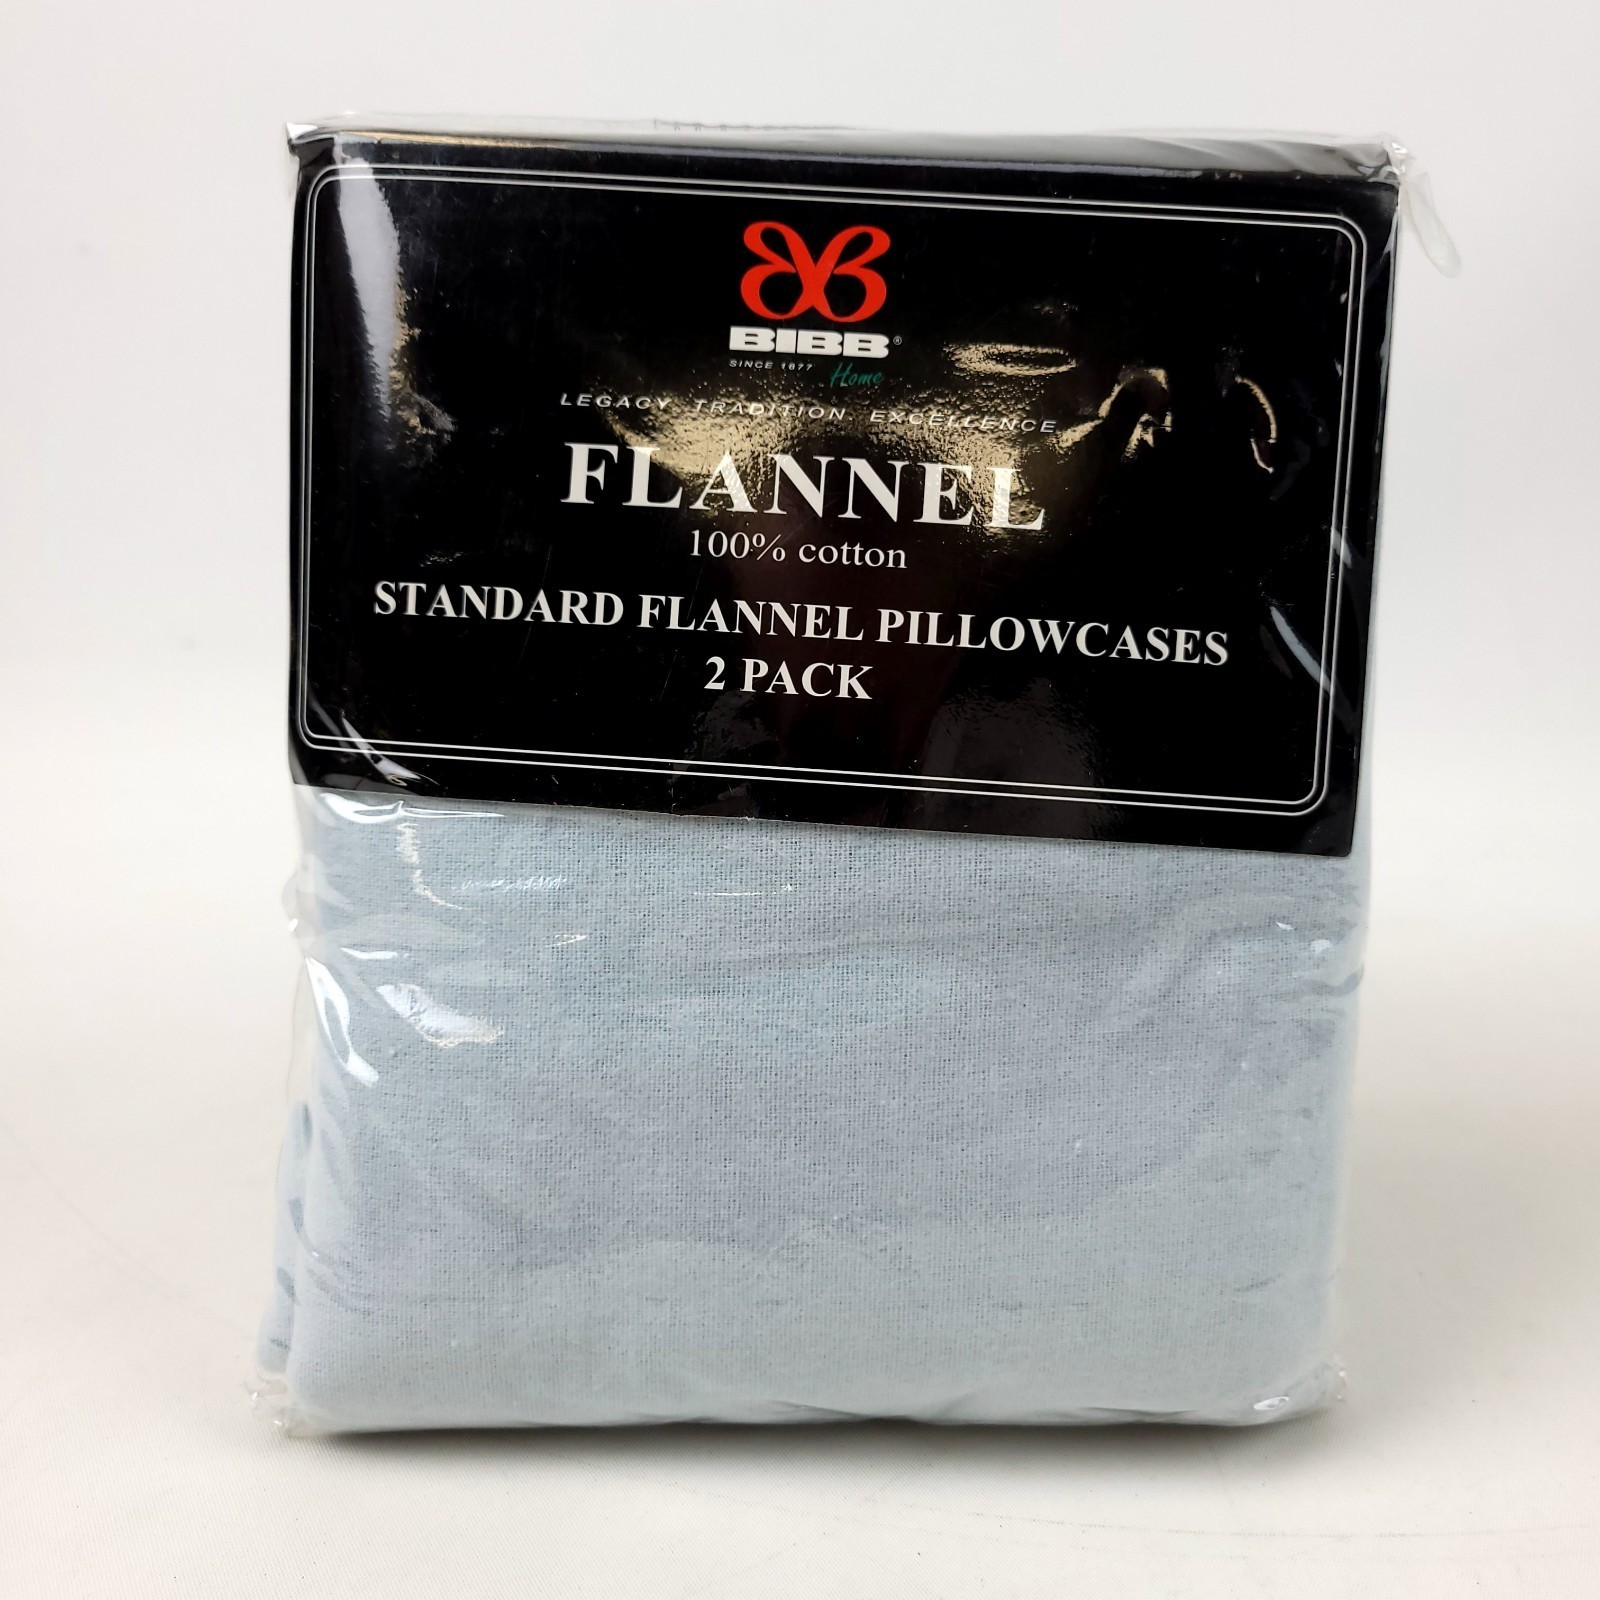 BIBB®
SINCE 1877
Home
LEGACY TRADITION EXCELLENCE
FLANNEL
100% cotton
STANDARD FLANNEL PILLOWCASES
2 PACK